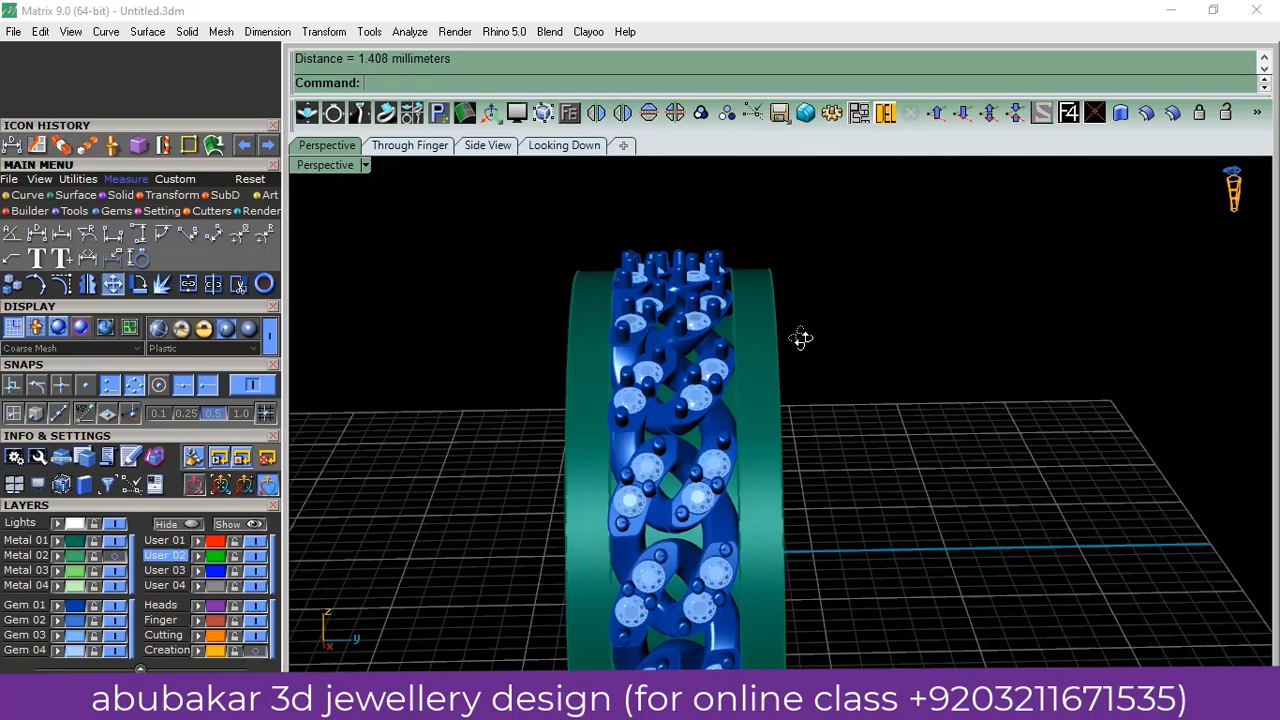 Matrix 9.0 (64-bit) - Untitled.3dm
File Edit View Curve Surface Solid Mesh Dimension Transform Tools Analyze Render Rhino 5.0 Blend Clayoo Help
Distance = 1.408 millimeters
Command:
ICON HISTORY
MAIN MENU
File View Utilities Measure Custom Reset
Curve Surface Solid Transform SubD Art
Builder Tools Gems Setting Cutters Render
Perspective Through Finger Side View Looking Down
Perspective
DISPLAY
Coarse Mesh Plastic
SNAPS
0.1 0.25 0.5 1.0
INFO & SETTINGS
LAYERS
Lights Hide Show
Metal 01 User 01
Metal 02 User 02
Metal 03 User 03
Metal 04 User 04
Gem 01 Heads
Gem 02 Finger
Gem 03 Cutting
Gem 04 Creation
F4
z
y
x
abubakar 3d jewellery design (for online class +9203211671535)